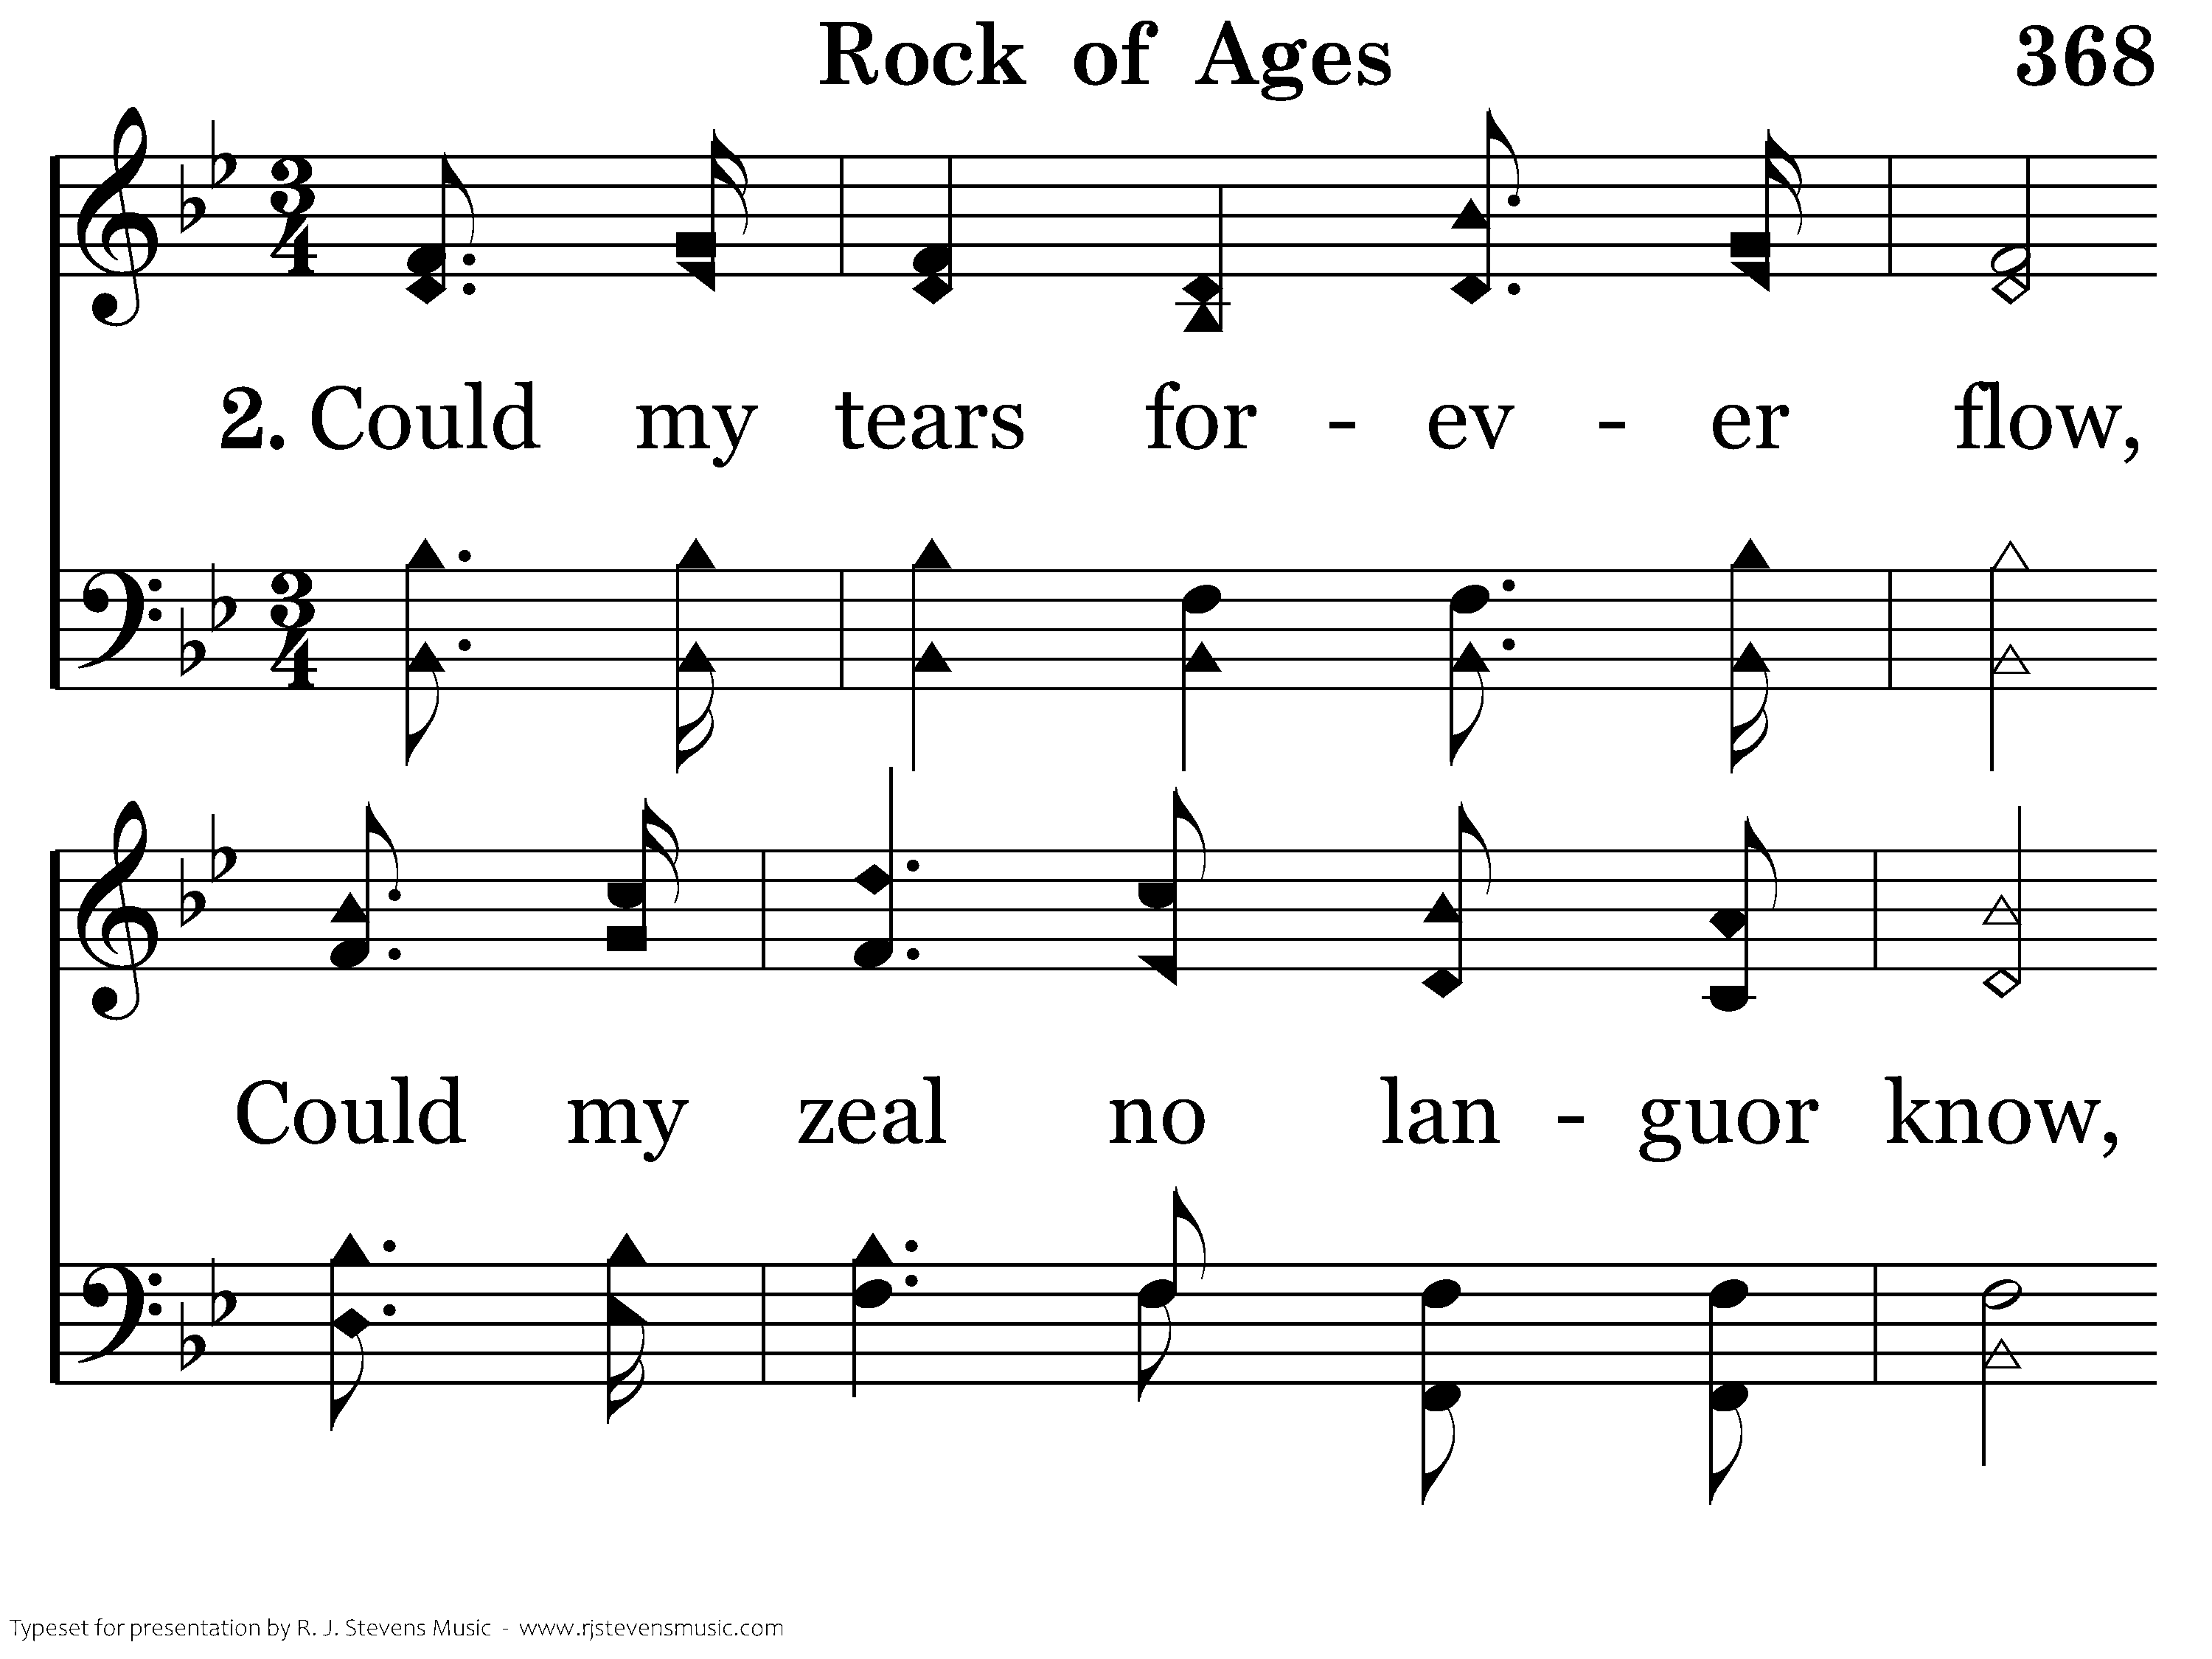 Rock of Ages 368
2. Could my tears for - ev - er flow,
Could my zeal no lan - guor know,
Typeset for presentation by R. J. Stevens Music - www.rjstevensmusic.com